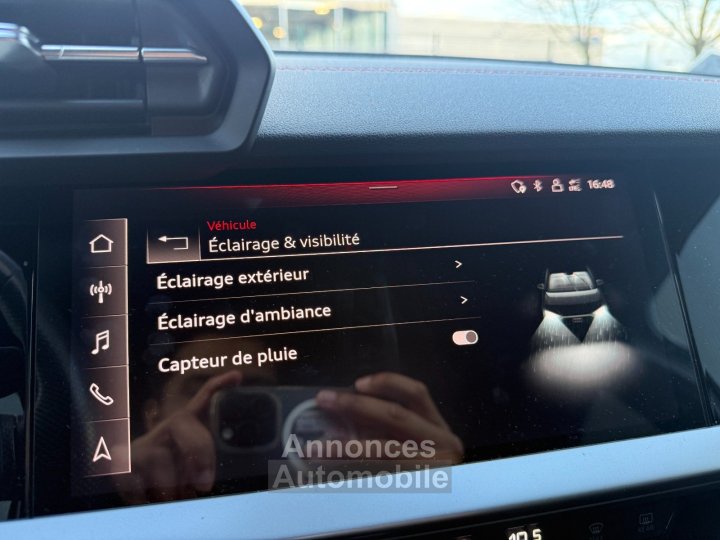 16:48
Véhicule
Éclairage & visibilité
Éclairage extérieur
Éclairage d'ambiance
Capteur de pluie
Annonces
Automobile